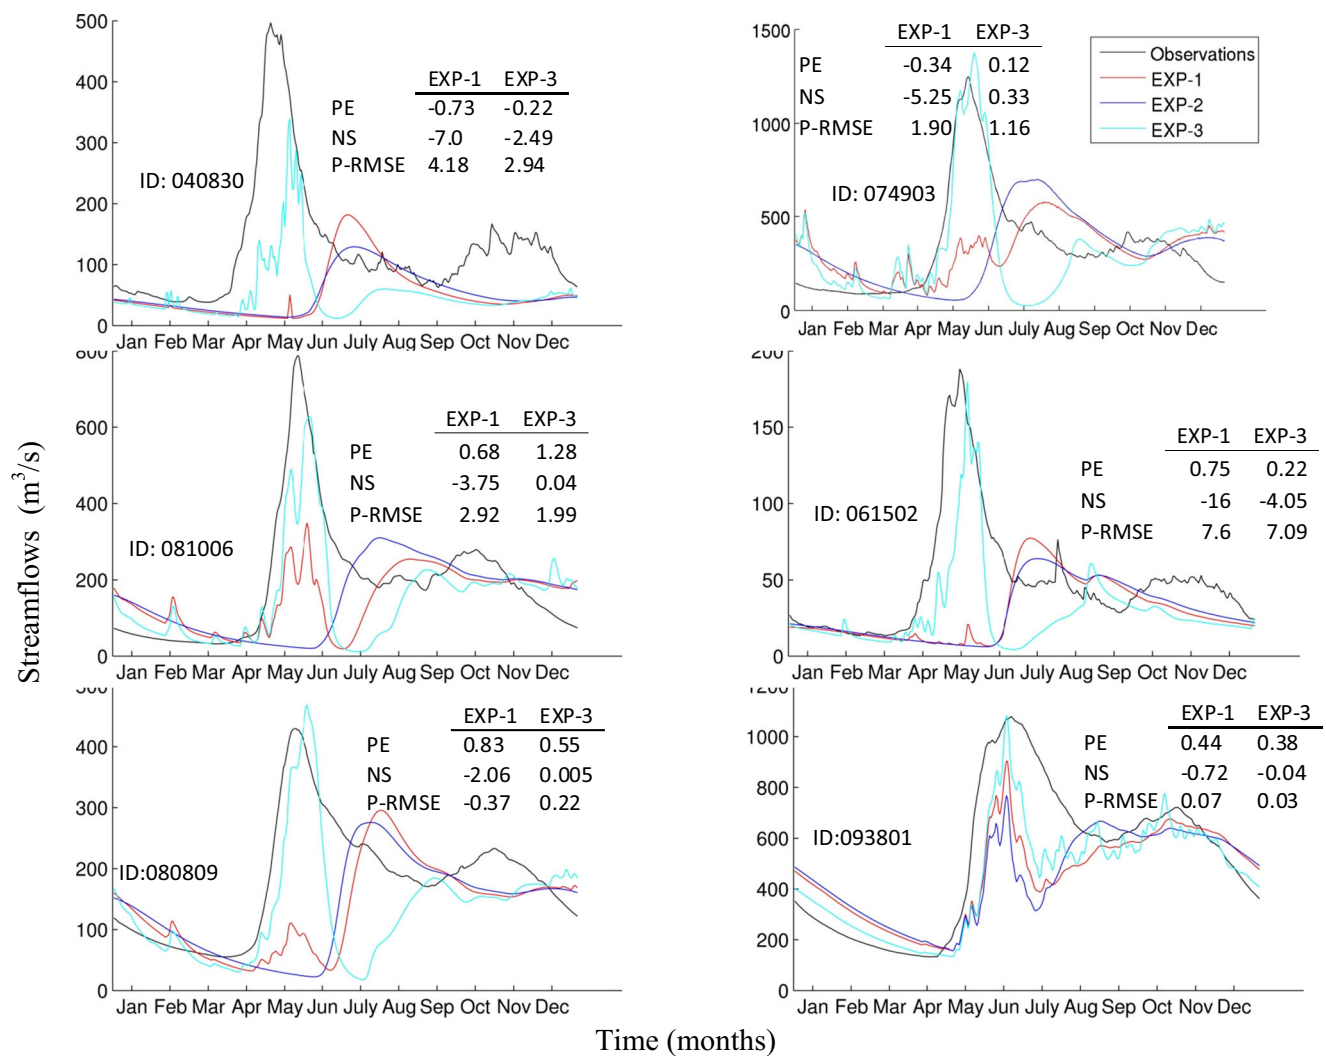 500
400
300
200
100
0
Jan Feb Mar Apr May Jun July Aug Sep Oct Nov Dec
EXP-1 EXP-3
PE -0.73 -0.22
NS -7.0 -2.49
P-RMSE 4.18 2.94
ID: 040830
1500
1000
500
0
Jan Feb Mar Apr May Jun July Aug Sep Oct Nov Dec
EXP-1 EXP-3
PE -0.34 0.12
NS -5.25 0.33
P-RMSE 1.90 1.16
ID: 074903
Observations
EXP-1
EXP-2
EXP-3
800
600
400
200
0
Jan Feb Mar Apr May Jun July Aug Sep Oct Nov Dec
EXP-1 EXP-3
PE 0.68 1.28
NS -3.75 0.04
P-RMSE 2.92 1.99
ID: 081006
200
150
100
50
0
Jan Feb Mar Apr May Jun July Aug Sep Oct Nov Dec
EXP-1 EXP-3
PE 0.75 0.22
NS -16 -4.05
P-RMSE 7.6 7.09
ID: 061502
500
400
300
200
100
0
Jan Feb Mar Apr May Jun July Aug Sep Oct Nov Dec
EXP-1 EXP-3
PE 0.83 0.55
NS -2.06 0.005
P-RMSE -0.37 0.22
ID:080809
1200
1000
800
600
400
200
0
Jan Feb Mar Apr May Jun July Aug Sep Oct Nov Dec
EXP-1 EXP-3
PE 0.44 0.38
NS -0.72 -0.04
P-RMSE 0.07 0.03
ID:093801
Streamflows (m³/s)
Time (months)